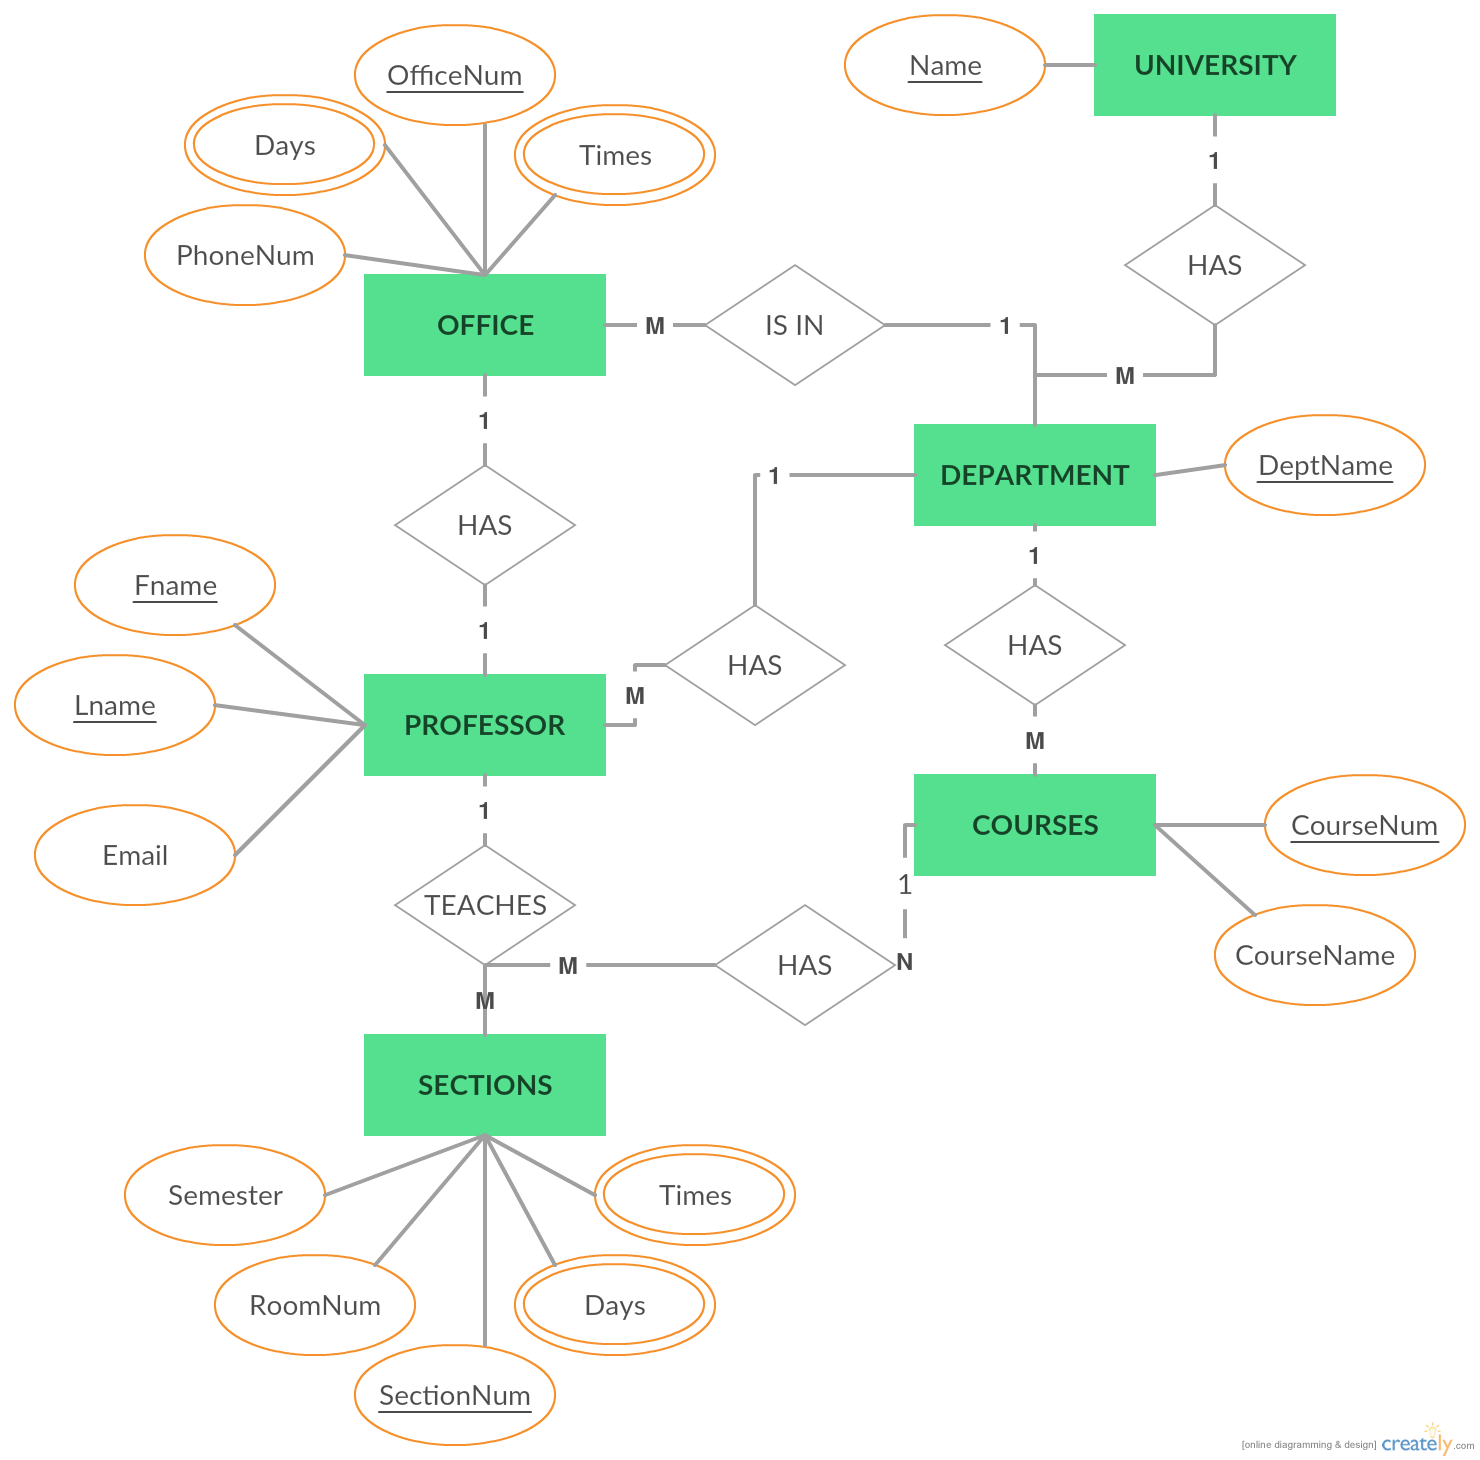 OfficeNum
Name
UNIVERSITY
Days
Times
1
PhoneNum
HAS
OFFICE
M
IS IN
1
M
1
DeptName
1
DEPARTMENT
HAS
1
Fname
1
HAS
HAS
M
Lname
PROFESSOR
M
1
COURSES
CourseNum
Email
1
TEACHES
CourseName
M
HAS
N
M
SECTIONS
Semester
Times
RoomNum
Days
SectionNum
[online diagramming & design] creately.com